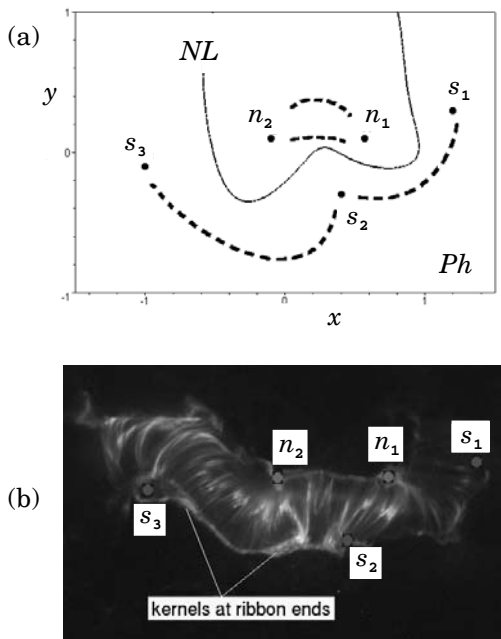 (a)
1
NL
s₁
y
n₂
n₁
s₃
0
s₂
Ph
-1
-1
0
1
x
(b)
n₂
n₁
s₁
s₃
s₂
kernels at ribbon ends